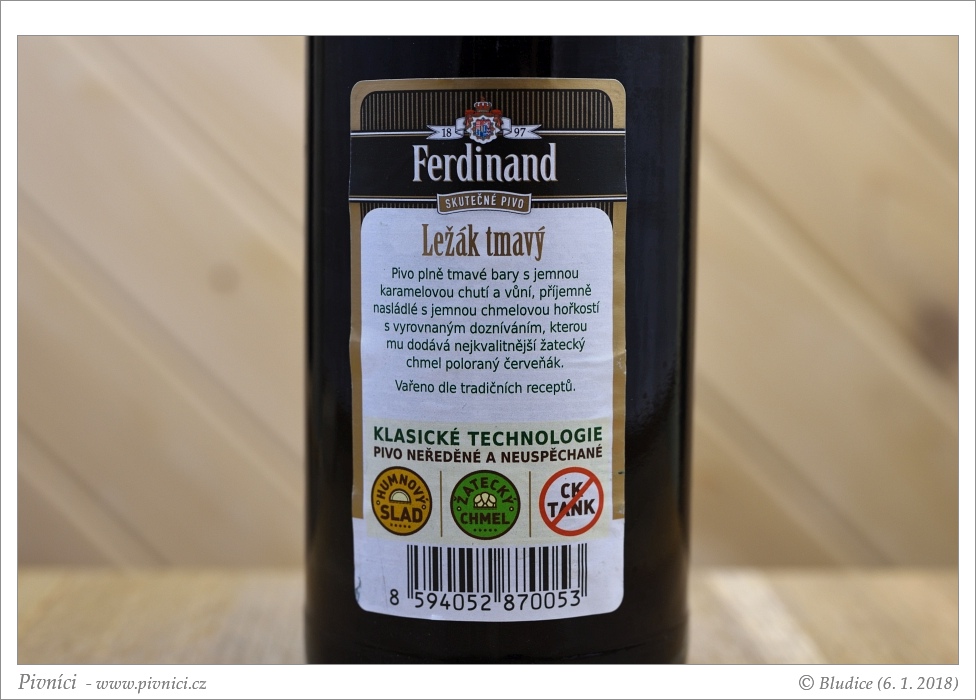 18 97
Ferdinand
SKUTEČNÉ PIVO
Ležák tmavý
Pivo plně tmavé bary s jemnou
karamelovou chutí a vůní, příjemně
nasládlé s jemnou chmelovou hořkostí
s vyrovnaným dozníváním, kterou
mu dodává nejkvalitnější žatecký
chmel poloraný červeňák.
Vařeno dle tradičních receptů.
KLASICKÉ TECHNOLOGIE
PIVO NEŘEDĚNÉ A NEUSPĚCHANÉ
HUMNOVÝ
SLAD
ŽATECKÝ
CHMEL
CK
TANK
8 594052 870053
Pivníci - www.pivnici.cz
© Bludice (6. 1. 2018)